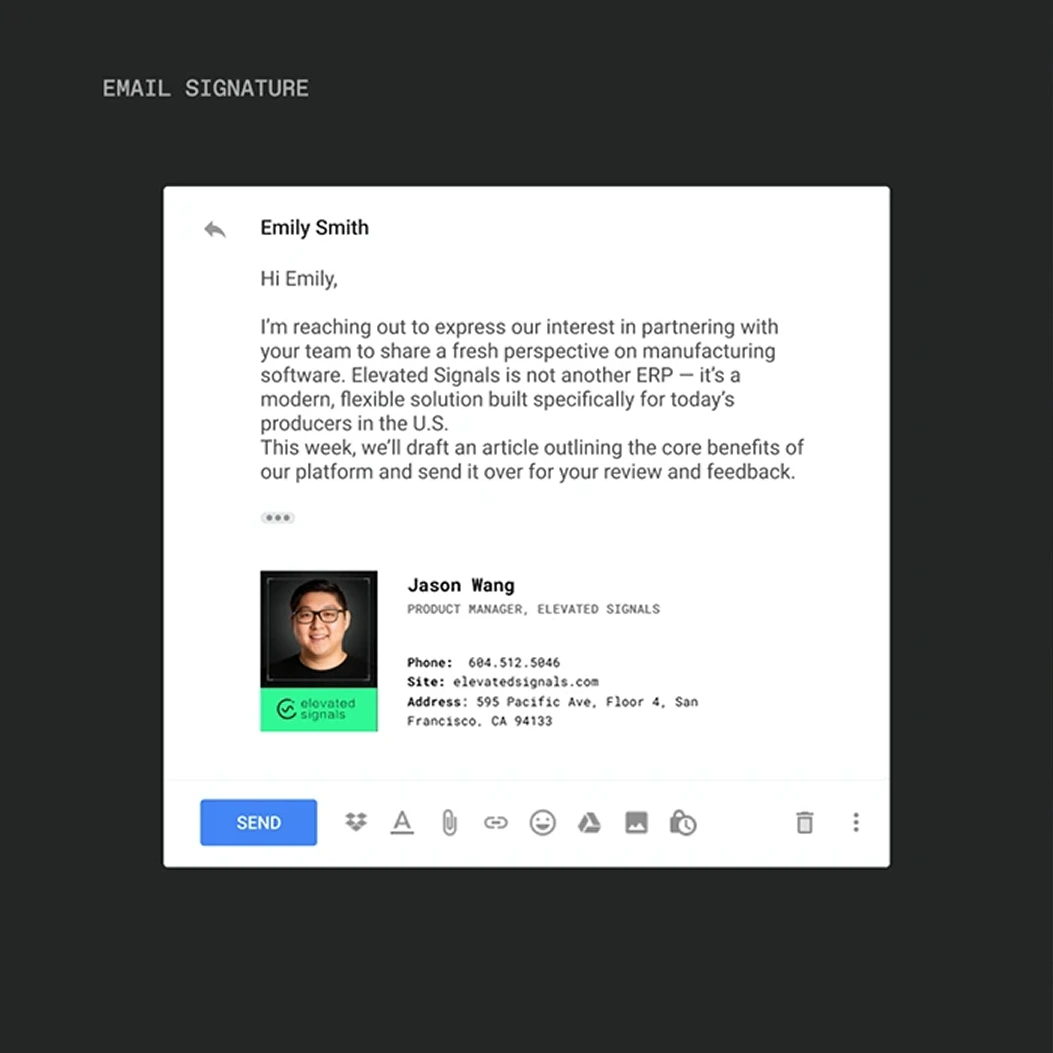 EMAIL SIGNATURE
Emily Smith
Hi Emily,
I’m reaching out to express our interest in partnering with
your team to share a fresh perspective on manufacturing
software. Elevated Signals is not another ERP — it’s a
modern, flexible solution built specifically for today’s
producers in the U.S.
This week, we’ll draft an article outlining the core benefits of
our platform and send it over for your review and feedback.
elevated
signals
Jason Wang
PRODUCT MANAGER, ELEVATED SIGNALS
Phone: 604.512.5046
Site: elevatedsignals.com
Address: 595 Pacific Ave, Floor 4, San
Francisco, CA 94133
SEND